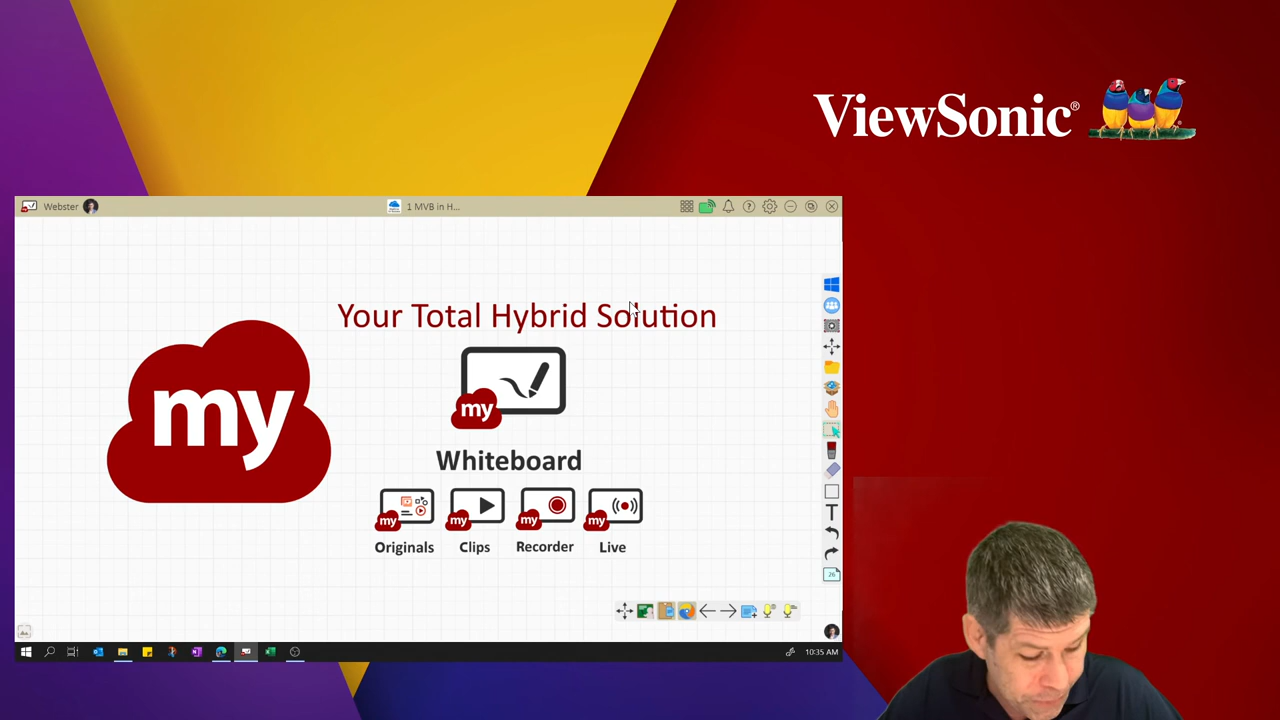 ViewSonic®
Webster
1 MVB in H...
Your Total Hybrid Solution
my
my
Whiteboard
my
my
my
my
Originals
Clips
Recorder
Live
26
10:35 AM